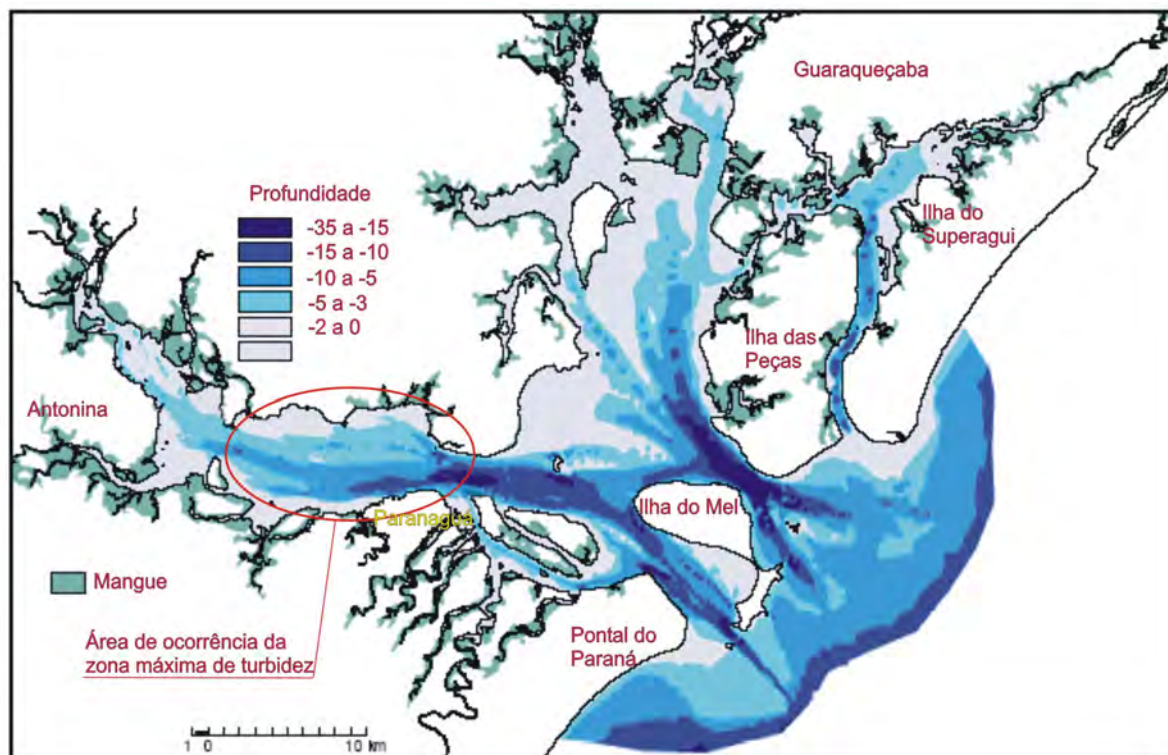 Guaraqueçaba
Profundidade
-35 a -15
-15 a -10
-10 a -5
-5 a -3
-2 a 0
Ilha do
Superagui
Ilha das
Peças
Antonina
Ilha do Mel
Paranaguá
Mangue
Pontal do
Paraná
Área de ocorrência da
zona máxima de turbidez
1 0 10 km